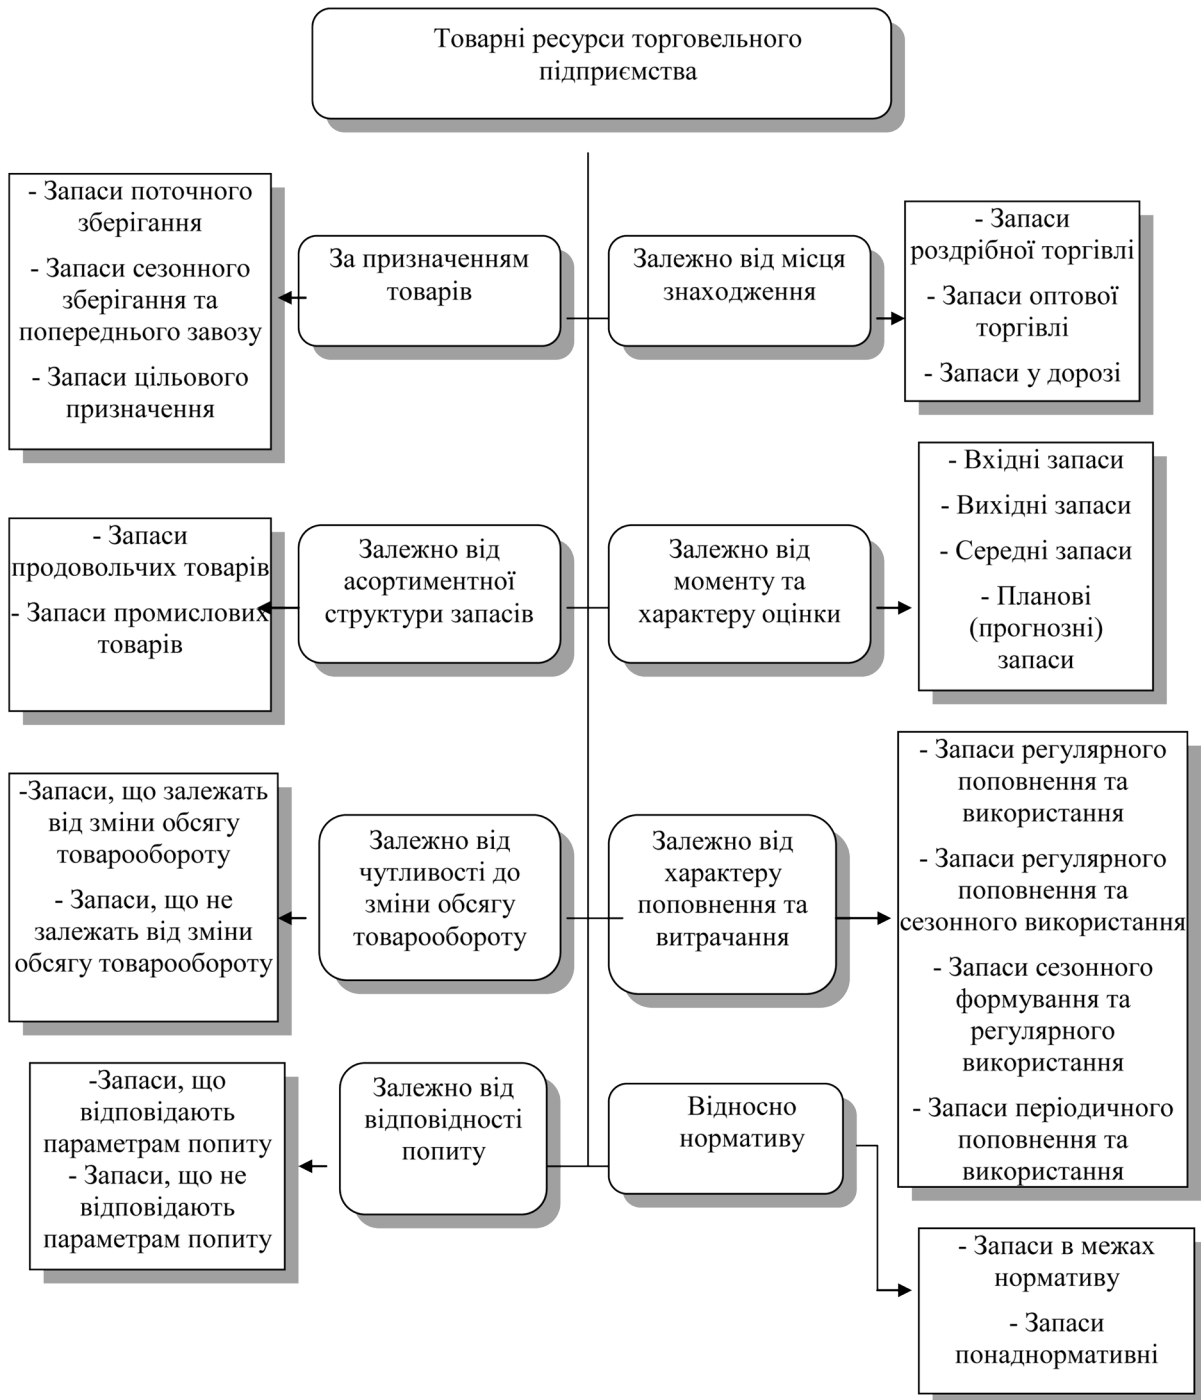 Товарні ресурси торговельного
підприємства
- Запаси поточного
зберігання
- Запаси сезонного
зберігання та
попереднього завозу
- Запаси цільового
призначення
За призначенням
товарів
Залежно від місця
знаходження
- Запаси
роздрібної торгівлі
- Запаси оптової
торгівлі
- Запаси у дорозі
- Запаси
продовольчих товарів
- Запаси промислових
товарів
Залежно від
асортиментної
структури запасів
Залежно від
моменту та
характеру оцінки
- Вхідні запаси
- Вихідні запаси
- Середні запаси
- Планові
(прогнозні)
запаси
-Запаси, що залежать
від зміни обсягу
товарообороту
- Запаси, що не
залежать від зміни
обсягу товарообороту
Залежно від
чутливості до
зміни обсягу
товарообороту
Залежно від
характеру
поповнення та
витрачання
- Запаси регулярного
поповнення та
використання
- Запаси регулярного
поповнення та
сезонного використання
- Запаси сезонного
формування та
регулярного
використання
- Запаси періодичного
поповнення та
використання
-Запаси, що
відповідають
параметрам попиту
- Запаси, що не
відповідають
параметрам попиту
Залежно від
відповідності
попиту
Відносно
нормативу
- Запаси в межах
нормативу
- Запаси
понаднормативні